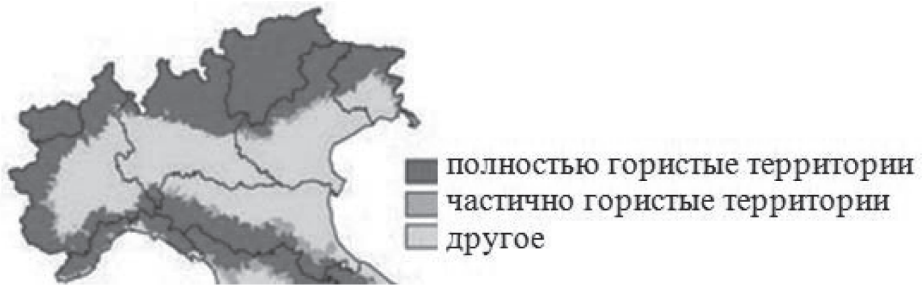 полностью гористые территории
частично гористые территории
другое